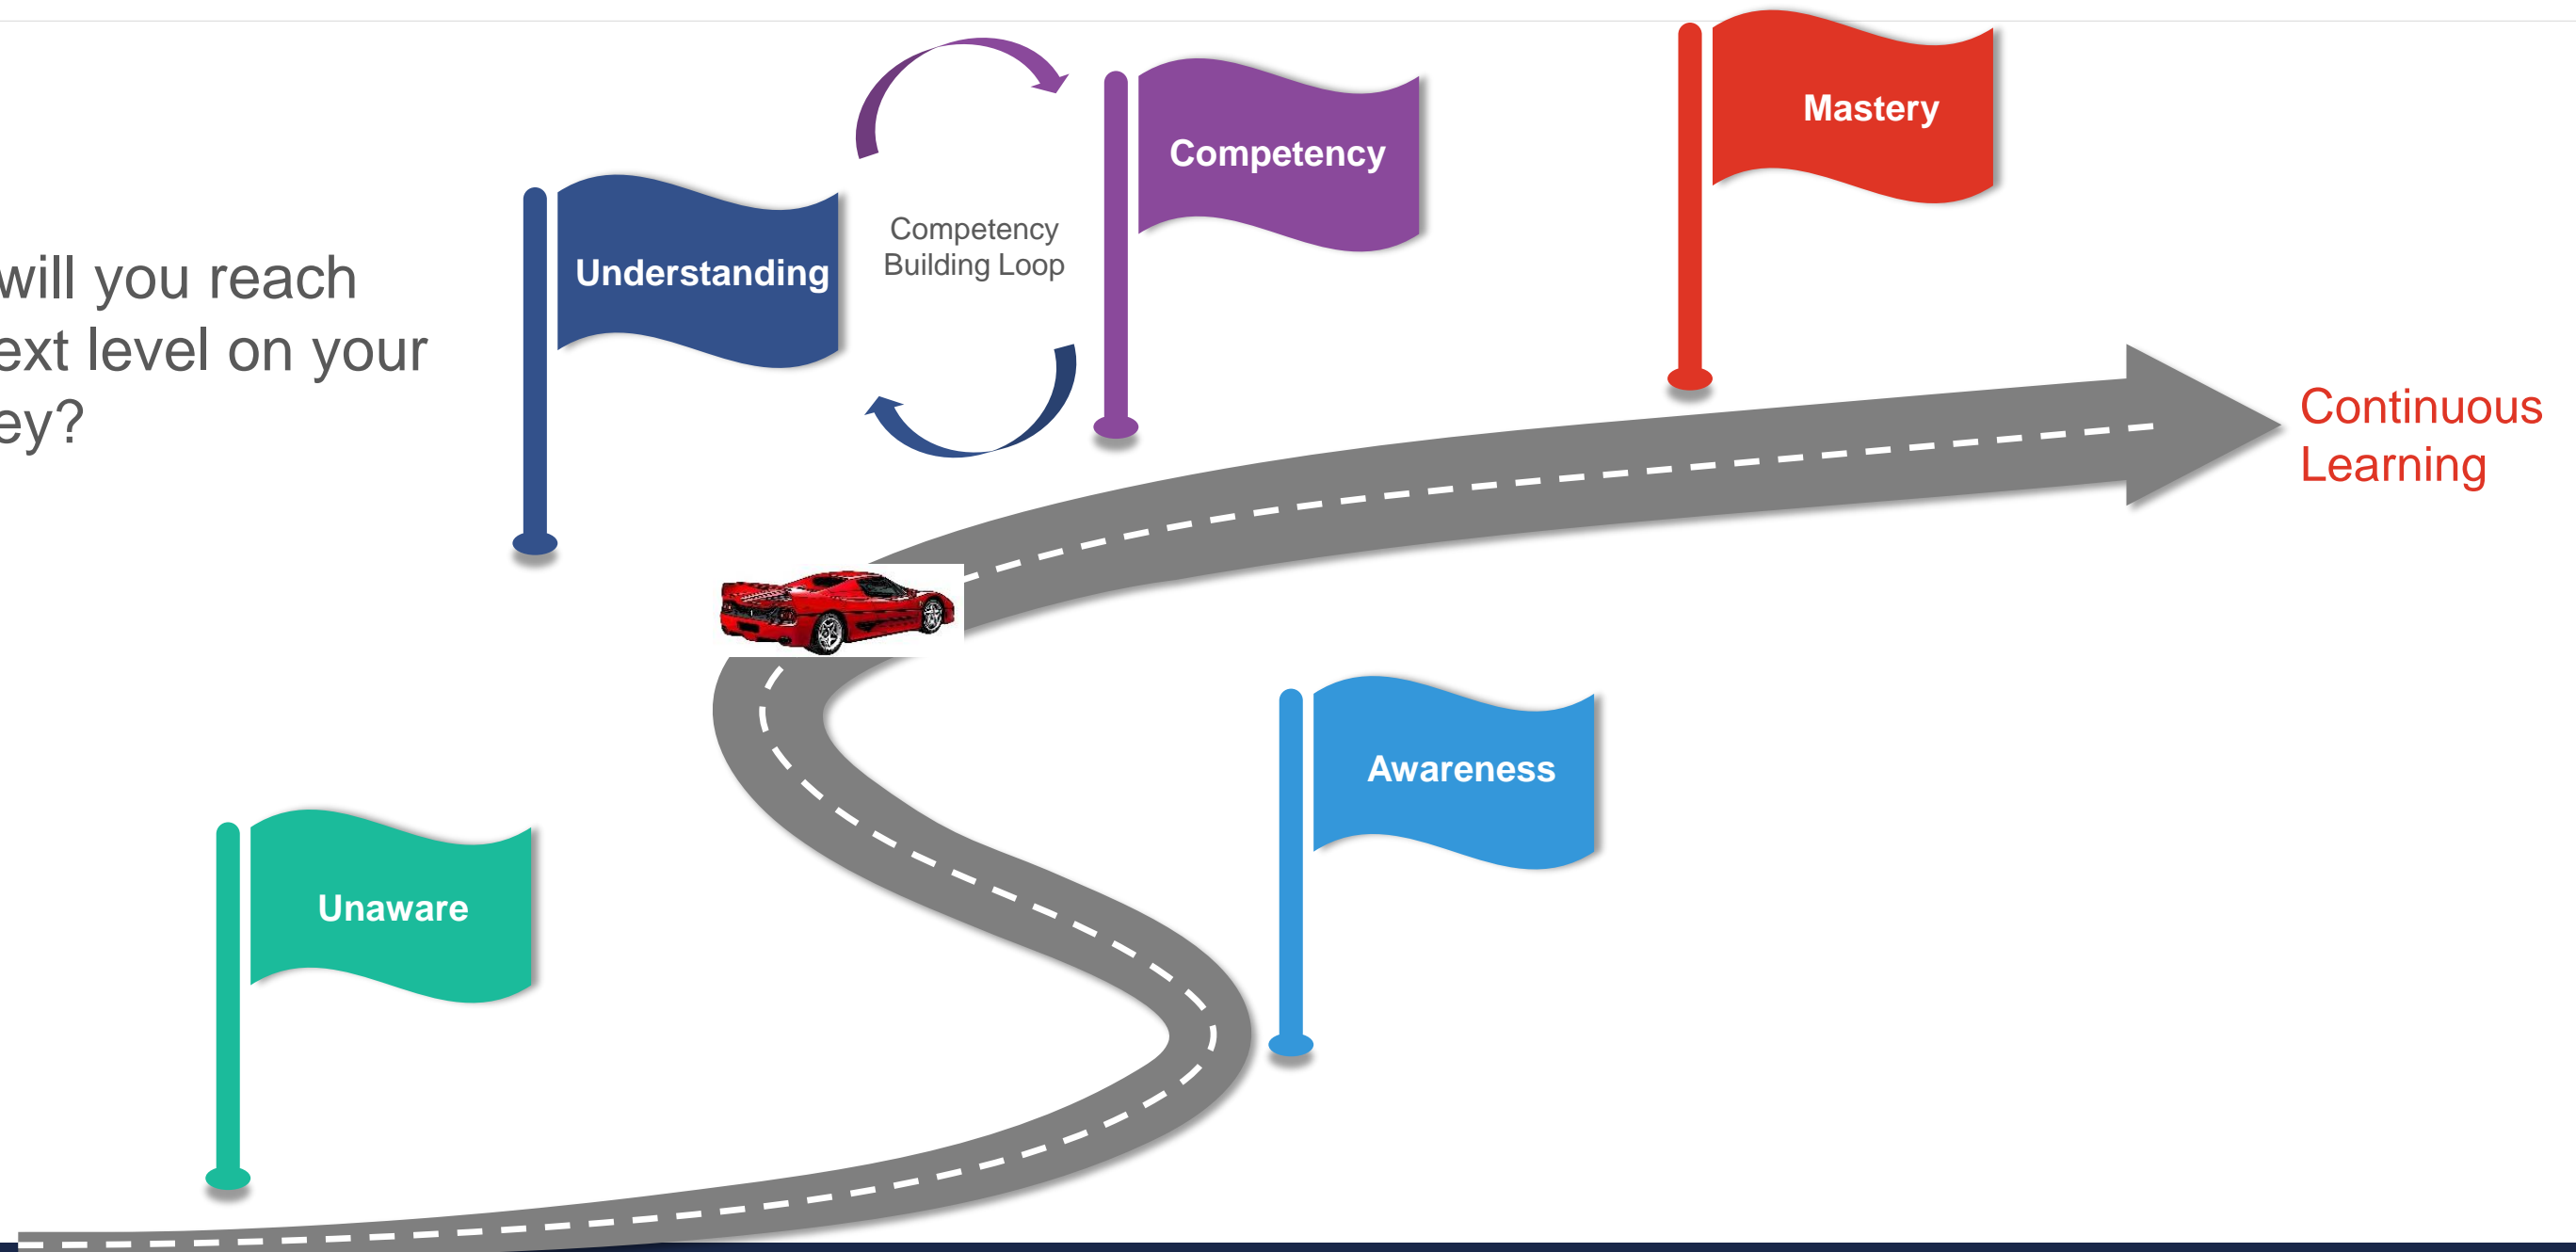 will you reach
ext level on your
ey?
Understanding
Competency
Building Loop
Competency
Mastery
Continuous
Learning
Awareness
Unaware